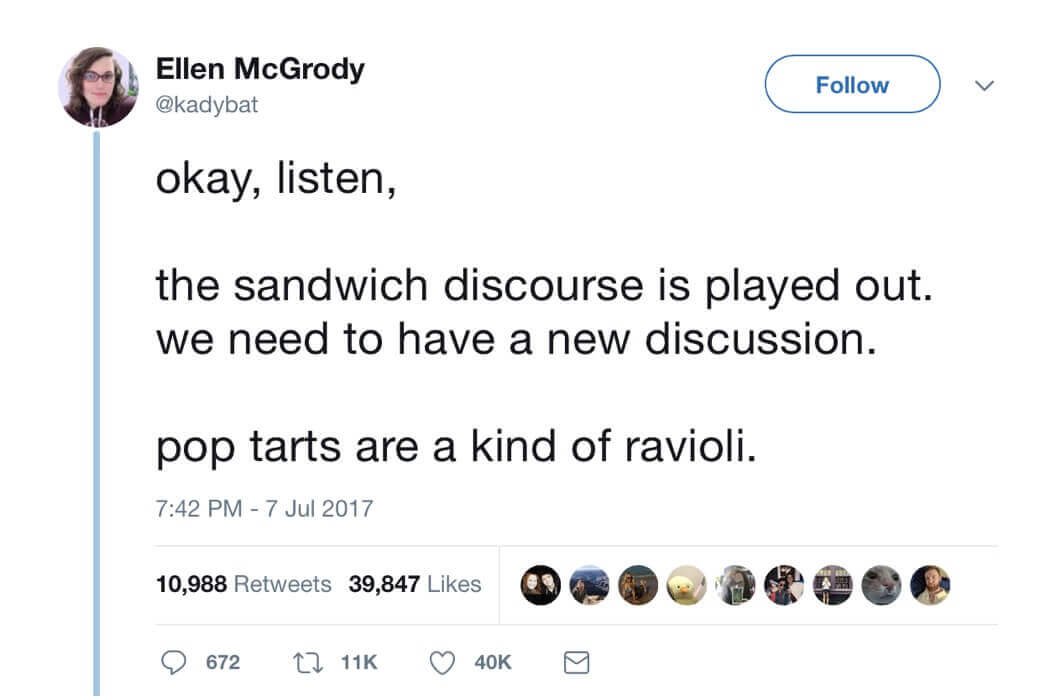 Ellen McGrody
@kadybat
Follow
okay, listen,
the sandwich discourse is played out.
we need to have a new discussion.
pop tarts are a kind of ravioli.
7:42 PM - 7 Jul 2017
10,988 Retweets 39,847 Likes
672 11K 40K